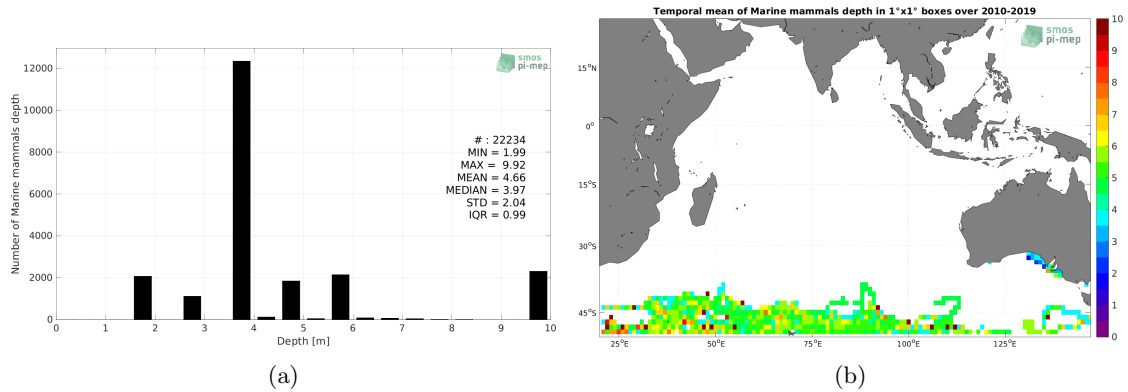 smos
pi-mep
12000
10000
8000
6000
4000
2000
0
Number of Marine mammals depth
# : 22234
MIN = 1.99
MAX = 9.92
MEAN = 4.66
MEDIAN = 3.97
STD = 2.04
IQR = 0.99
0 1 2 3 4 5 6 7 8 9 10
Depth [m]
(a)
Temporal mean of Marine mammals depth in 1°x1° boxes over 2010-2019
smos
pi-mep
15°N
0°
15°S
30°S
45°S
25°E 50°E 75°E 100°E 125°E
10
9
8
7
6
5
4
3
2
1
0
(b)